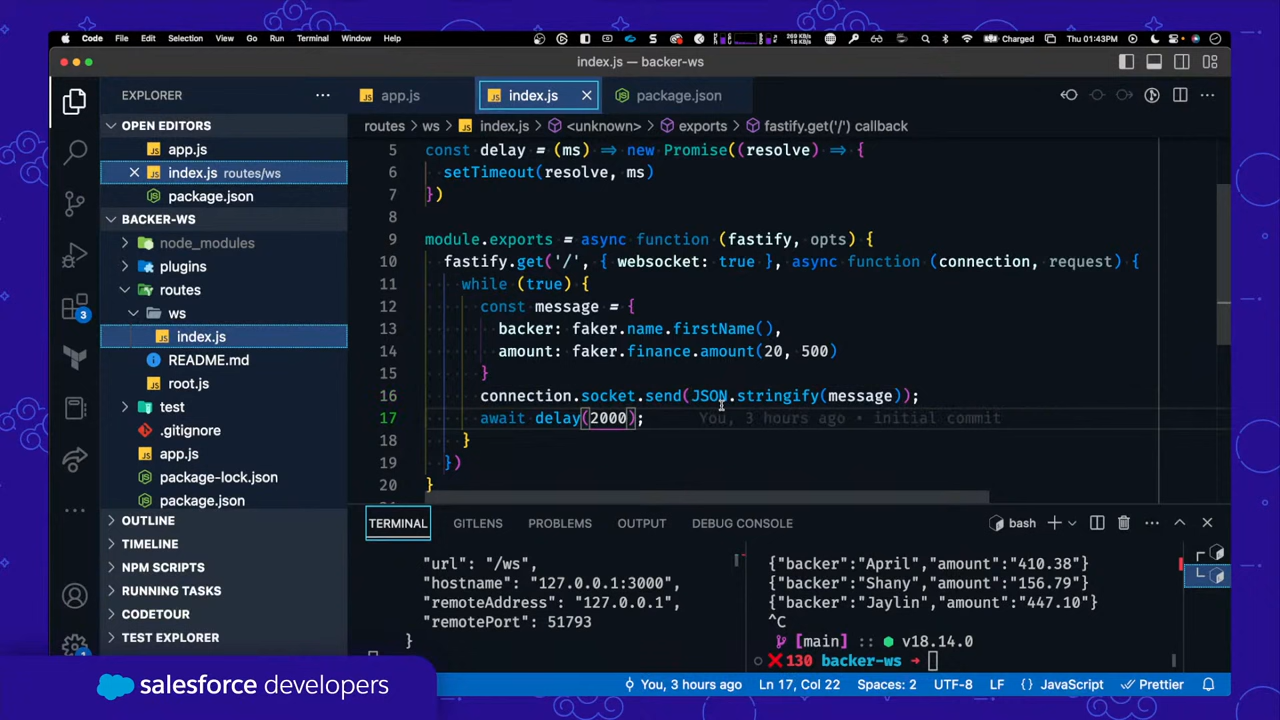 Code File Edit Selection View Go Run Terminal Window Help Charged Thu 01:43PM
index.js — backer-ws
EXPLORER
app.js index.js package.json
OPEN EDITORS
app.js
index.js routes/ws
package.json
BACKER-WS
node_modules
plugins
routes
ws
index.js
README.md
root.js
test
.gitignore
app.js
package-lock.json
package.json
OUTLINE
TIMELINE
NPM SCRIPTS
RUNNING TASKS
CODETOUR
TEST EXPLORER
3
1
routes > ws > index.js > <unknown> > exports > fastify.get('/') callback
5 const delay = (ms) => new Promise((resolve) => {
6 setTimeout(resolve, ms)
7 })
8
9 module.exports = async function (fastify, opts) {
10 fastify.get('/', { websocket: true }, async function (connection, request) {
11 while (true) {
12 const message = {
13 backer: faker.name.firstName(),
14 amount: faker.finance.amount(20, 500)
15 }
16 connection.socket.send(JSON.stringify(message));
17 await delay(2000); You, 3 hours ago • initial commit
18 }
19 })
20 }
TERMINAL GITLENS PROBLEMS OUTPUT DEBUG CONSOLE bash
"url": "/ws",
"hostname": "127.0.0.1:3000",
"remoteAddress": "127.0.0.1",
"remotePort": 51793
}
{"backer":"April","amount":"410.38"}
{"backer":"Shany","amount":"156.79"}
{"backer":"Jaylin","amount":"447.10"}
^C
[main] :: v18.14.0
130 backer-ws →
salesforce developers
You, 3 hours ago Ln 17, Col 22 Spaces: 2 UTF-8 LF {} JavaScript Prettier